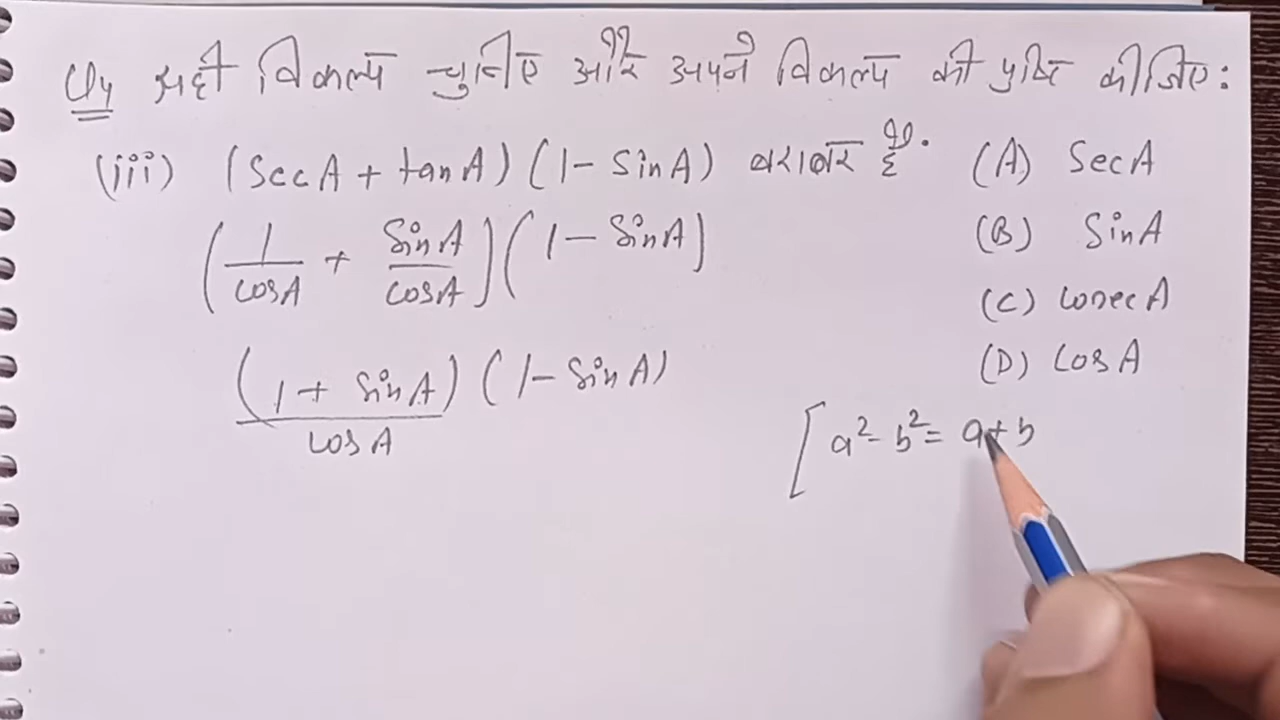 Q4 सही विकल्प चुनिए और अपने विकल्प की पुष्टि कीजिए:
(iii) (SecA + tanA) (1 - SinA) बराबर है.
(A) SecA
(1/cosA + SinA/cosA) (1 - SinA)
(B) SinA
(C) cosecA
(1 + SinA) (1 - SinA)
cosA
(D) cosA
[a² - b² = a + b